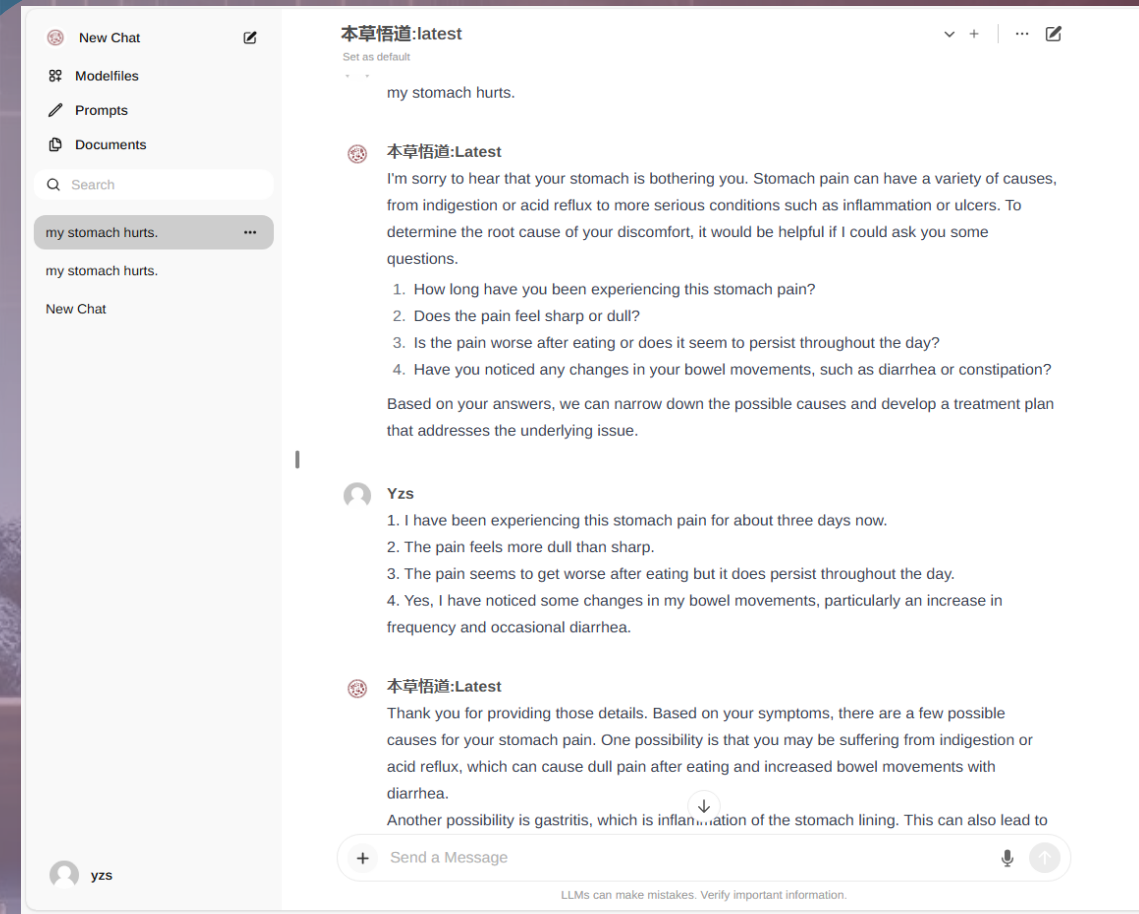 New Chat
Modelfiles
Prompts
Documents
Search
my stomach hurts.
my stomach hurts.
New Chat
yzs
本草悟道:latest
Set as default
my stomach hurts.
本草悟道:Latest
I'm sorry to hear that your stomach is bothering you. Stomach pain can have a variety of causes,
from indigestion or acid reflux to more serious conditions such as inflammation or ulcers. To
determine the root cause of your discomfort, it would be helpful if I could ask you some
questions.
1. How long have you been experiencing this stomach pain?
2. Does the pain feel sharp or dull?
3. Is the pain worse after eating or does it seem to persist throughout the day?
4. Have you noticed any changes in your bowel movements, such as diarrhea or constipation?
Based on your answers, we can narrow down the possible causes and develop a treatment plan
that addresses the underlying issue.
Yzs
1. I have been experiencing this stomach pain for about three days now.
2. The pain feels more dull than sharp.
3. The pain seems to get worse after eating but it does persist throughout the day.
4. Yes, I have noticed some changes in my bowel movements, particularly an increase in
frequency and occasional diarrhea.
本草悟道:Latest
Thank you for providing those details. Based on your symptoms, there are a few possible
causes for your stomach pain. One possibility is that you may be suffering from indigestion or
acid reflux, which can cause dull pain after eating and increased bowel movements with
diarrhea.
Another possibility is gastritis, which is inflammation of the stomach lining. This can also lead to
Send a Message
LLMs can make mistakes. Verify important information.